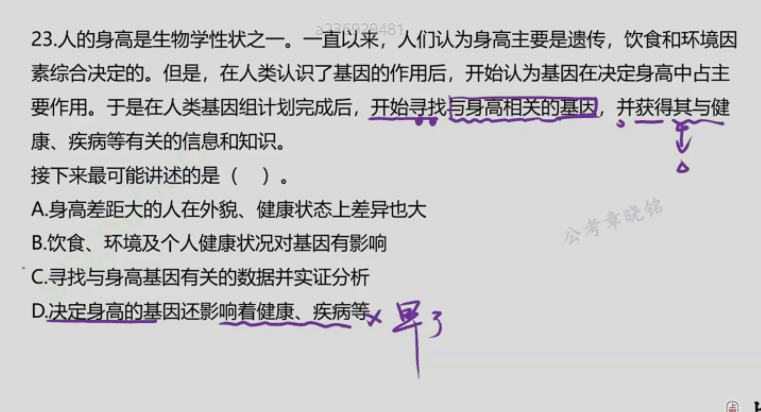 a236929481
23.人的身高是生物学性状之一。一直以来，人们认为身高主要是遗传，饮食和环境因
素综合决定的。但是，在人类认识了基因的作用后，开始认为基因在决定身高中占主
要作用。于是在人类基因组计划完成后，开始寻找与身高相关的基因，并获得其与健
康、疾病等有关的信息和知识。
接下来最可能讲述的是（ ）。
A.身高差距大的人在外貌、健康状态上差异也大
公考章晓铭
B.饮食、环境及个人健康状况对基因有影响
C.寻找与身高基因有关的数据并实证分析
D.决定身高的基因还影响着健康、疾病等 × 早了